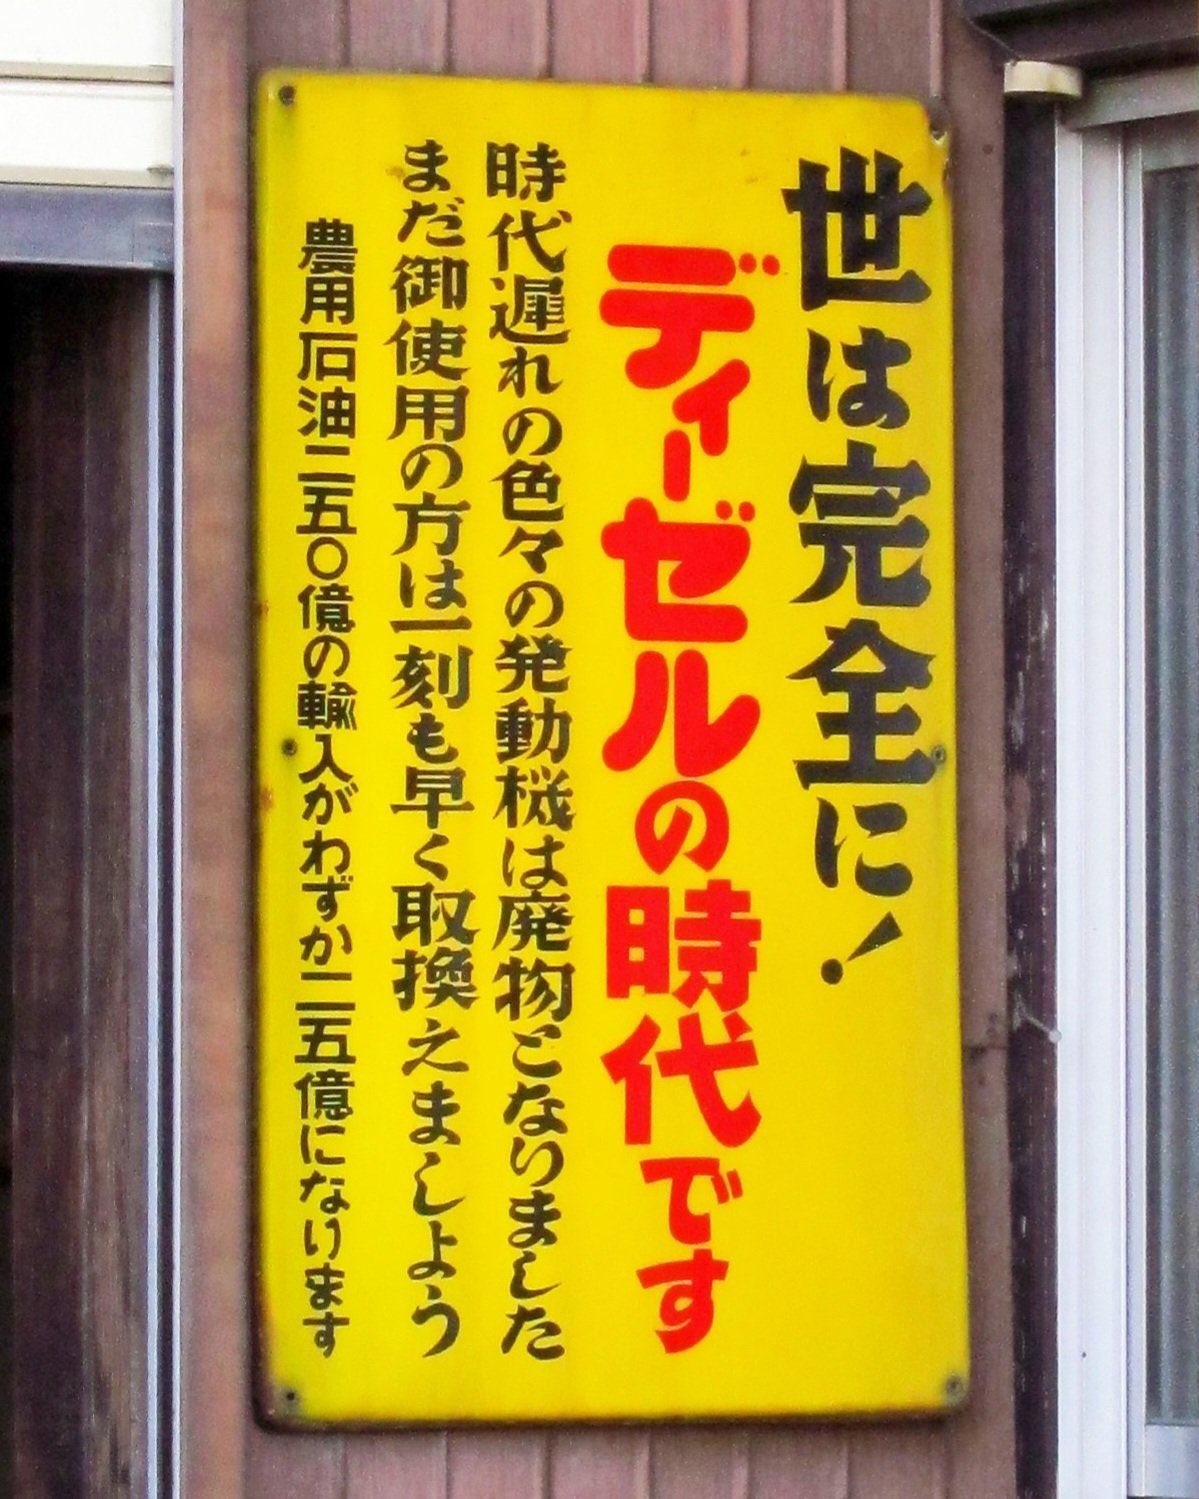 世は完全に！
ディーゼルの時代です
時代遅れの色々の発動機は廃物となりました
まだ御使用の方は一刻も早く取換えましよう
農用石油二五〇億の輸入がわずか二五億になります